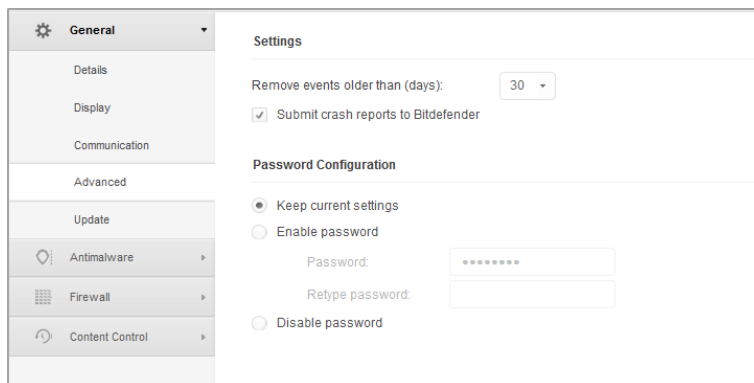 General
Details
Display
Communication
Advanced
Update
Antimalware
Firewall
Content Control
Settings
Remove events older than (days): 30
Submit crash reports to Bitdefender
Password Configuration
Keep current settings
Enable password
Password: ••••••••
Retype password:
Disable password